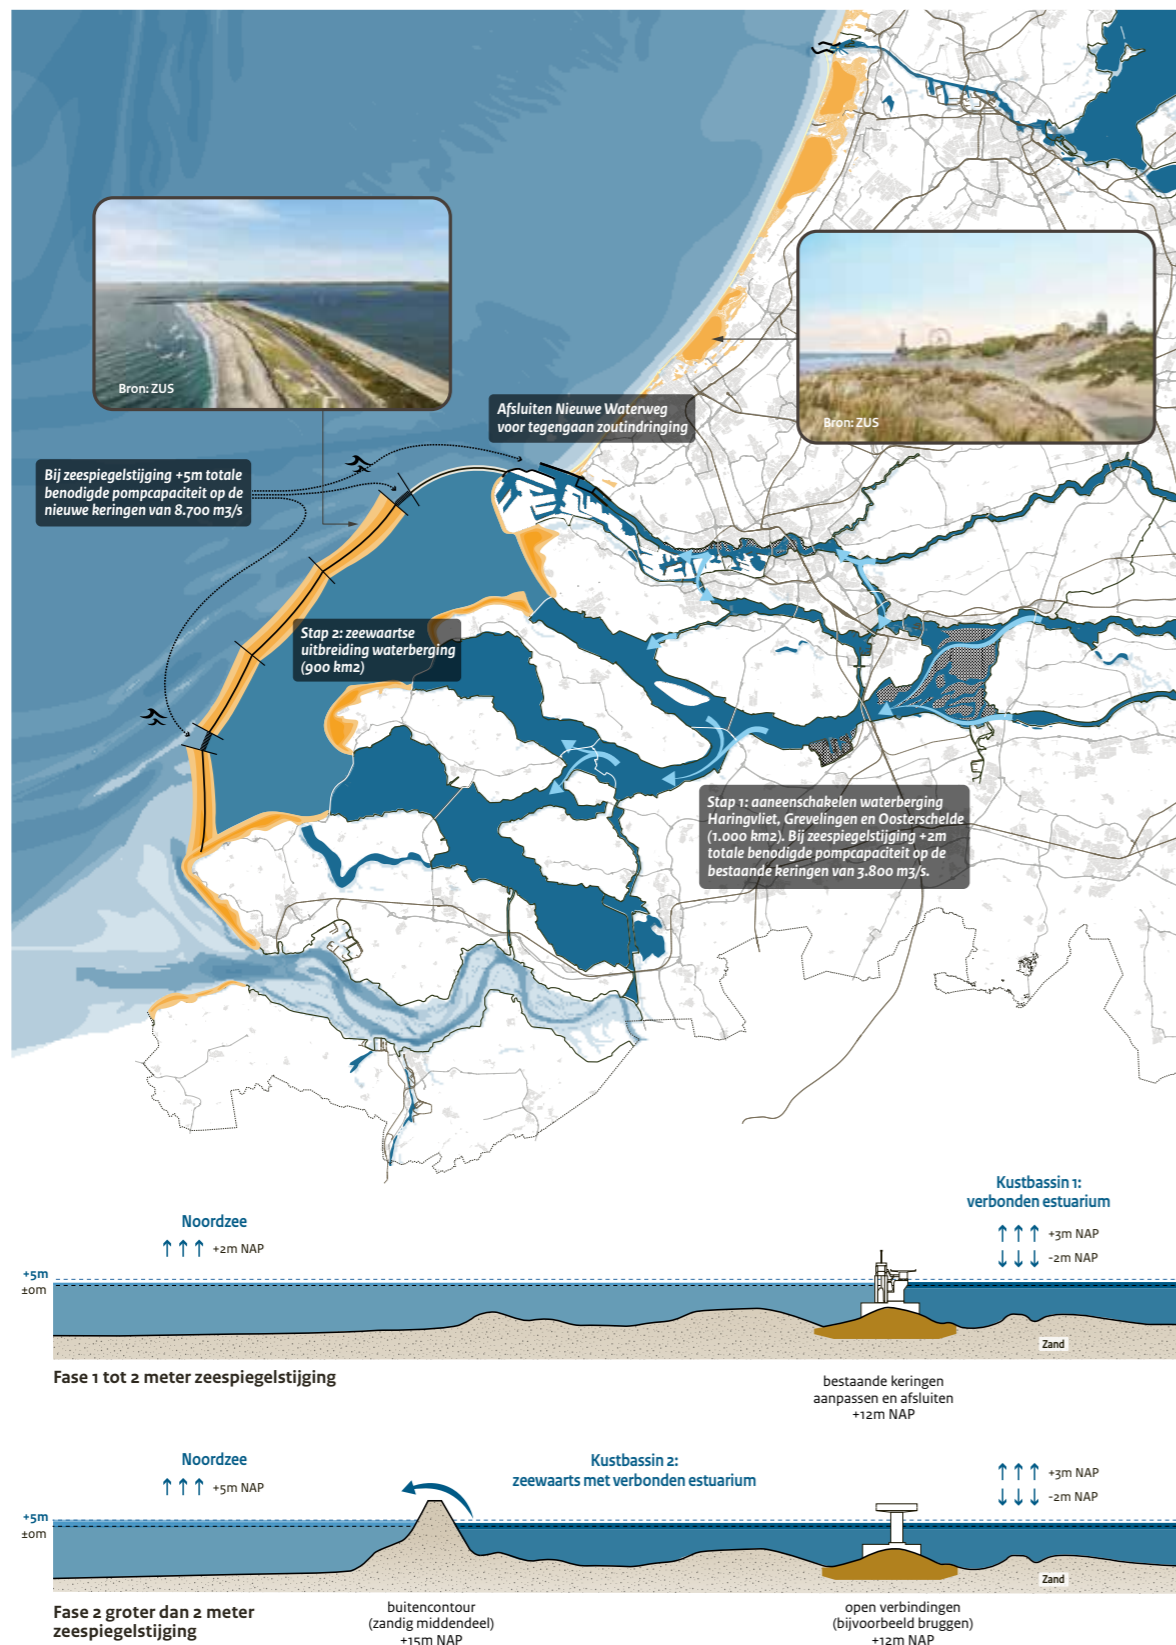 Bron: ZUS
Bron: ZUS
Afsluiten Nieuwe Waterweg
voor tegengaan zoutindringing
Bij zeespiegelstijging +5m totale
benodigde pompcapaciteit op de
nieuwe keringen van 8.700 m3/s
Stap 2: zeewaartse
uitbreiding waterberging
(900 km2)
Stap 1: aaneenschakelen waterberging
Haringvliet, Grevelingen en Oosterschelde
(1.000 km2). Bij zeespiegelstijging +2m
totale benodigde pompcapaciteit op de
bestaande keringen van 3.800 m3/s.
Noordzee
+2m NAP
Kustbassin 1:
verbonden estuarium
+3m NAP
-2m NAP
+5m
±0m
Zand
Fase 1 tot 2 meter zeespiegelstijging
bestaande keringen
aanpassen en afsluiten
+12m NAP
Noordzee
+5m NAP
Kustbassin 2:
zeewaarts met verbonden estuarium
+3m NAP
-2m NAP
+5m
±0m
Zand
Fase 2 groter dan 2 meter
zeespiegelstijging
buitencontour
(zandig middendeel)
+15m NAP
open verbindingen
(bijvoorbeeld bruggen)
+12m NAP